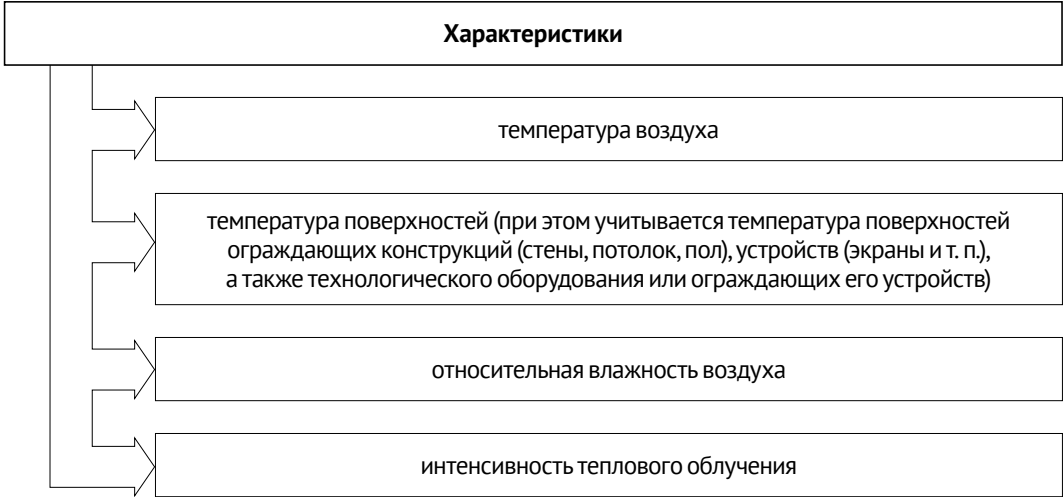 Характеристики
температура воздуха
температура поверхностей (при этом учитывается температура поверхностей
ограждающих конструкций (стены, потолок, пол), устройств (экраны и т. п.),
а также технологического оборудования или ограждающих его устройств)
относительная влажность воздуха
интенсивность теплового облучения